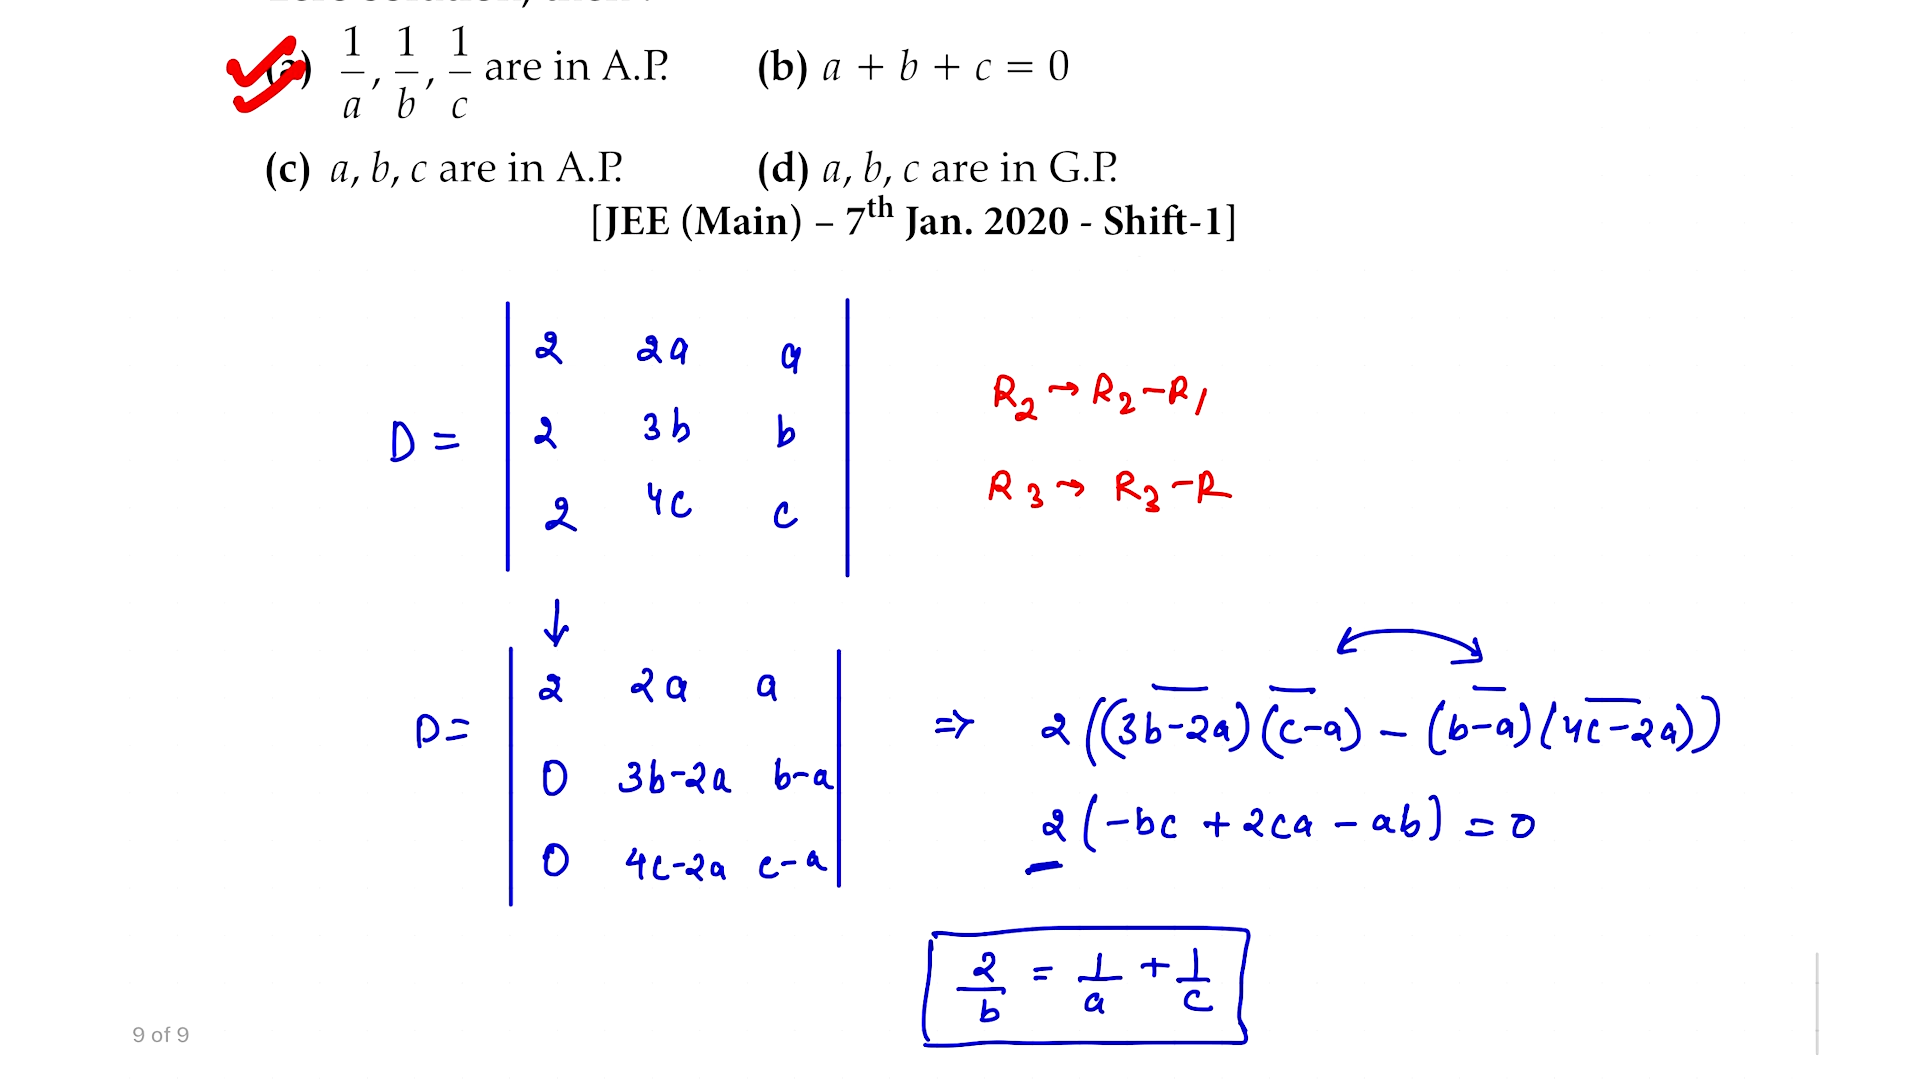 (a) 1/a, 1/b, 1/c are in A.P. (b) a + b + c = 0
(c) a, b, c are in A.P. (d) a, b, c are in G.P.
[JEE (Main) – 7th Jan. 2020 - Shift-1]
D = | 2 2a a |
| 2 3b b |
| 2 4c c |
R2 → R2 – R1
R3 → R3 – R
↓
D = | 2 2a a |
| 0 3b-2a b-a |
| 0 4c-2a c-a |
⇒ 2((3b-2a)(c-a) – (b-a)(4c-2a))
2(-bc + 2ca – ab) = 0
2/b = 1/a + 1/c
9 of 9